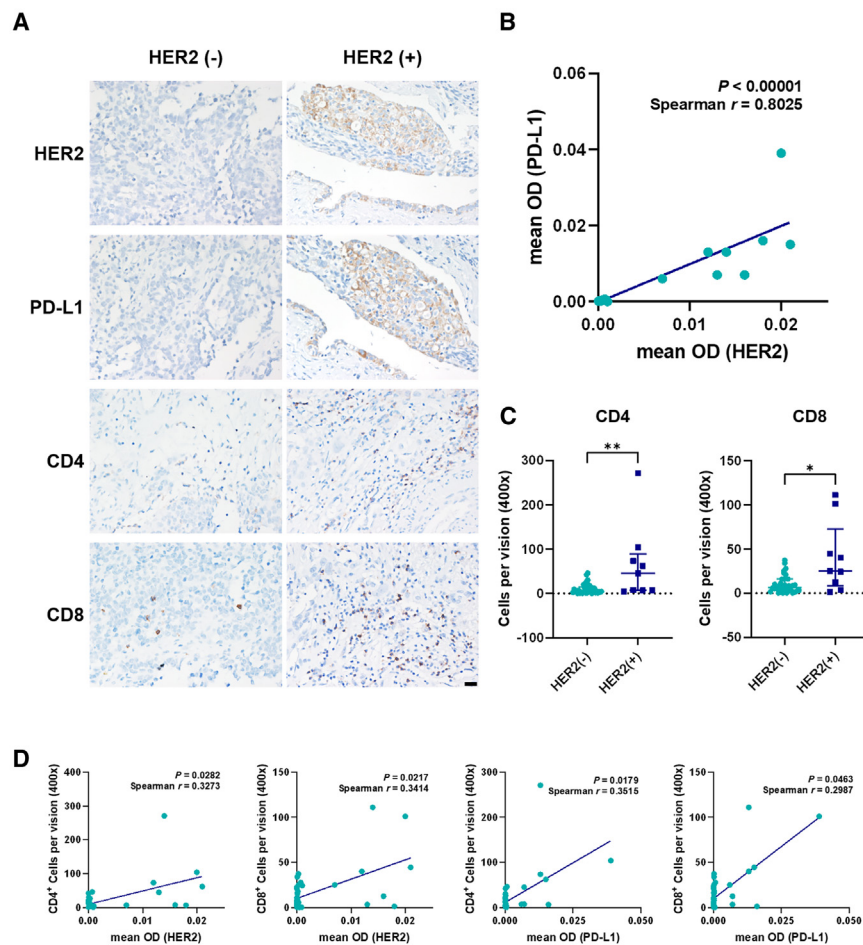 A
HER2 (-)
HER2 (+)
HER2
PD-L1
CD4
CD8
B
P < 0.00001
Spearman r = 0.8025
0.06
0.04
0.02
0.00
mean OD (PD-L1)
0.00
0.01
0.02
mean OD (HER2)
C
CD4
**
300
200
100
0
-100
Cells per vision (400x)
HER2(-)
HER2(+)
CD8
*
150
100
50
0
-50
Cells per vision (400x)
HER2(-)
HER2(+)
D
P = 0.0282
Spearman r = 0.3273
400
300
200
100
0
CD4+ Cells per vision (400x)
0.00
0.01
0.02
mean OD (HER2)
P = 0.0217
Spearman r = 0.3414
150
100
50
0
CD8+ Cells per vision (400x)
0.00
0.01
0.02
mean OD (HER2)
P = 0.0179
Spearman r = 0.3515
300
200
100
0
CD4+ Cells per vision (400x)
0.000
0.025
0.050
mean OD (PD-L1)
P = 0.0463
Spearman r = 0.2987
150
100
50
0
CD8+ Cells per vision (400x)
0.000
0.025
0.050
mean OD (PD-L1)